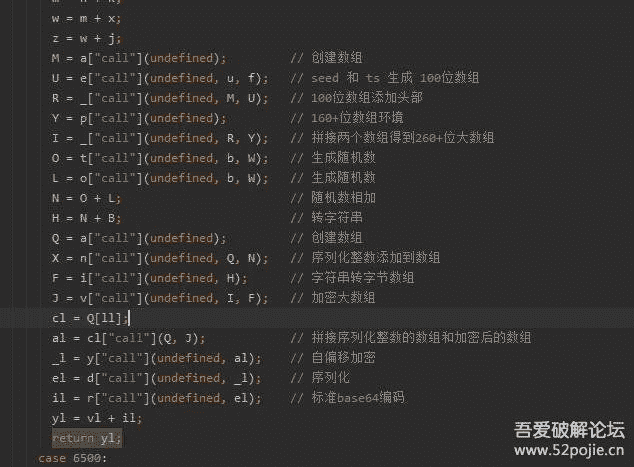 w = m + x;
z = w + j;
M = a["call"](undefined); // 创建数组
U = e["call"](undefined, u, f); // seed 和 ts 生成 100位数组
R = _["call"](undefined, M, U); // 100位数组添加头部
Y = p["call"](undefined); // 160+位数组环境
I = _["call"](undefined, R, Y); // 拼接两个数组得到260+位大数组
O = t["call"](undefined, b, W); // 生成随机数
L = o["call"](undefined, b, W); // 生成随机数
N = O + L; // 随机数相加
H = N + B; // 转字符串
Q = a["call"](undefined); // 创建数组
X = n["call"](undefined, Q, N); // 序列化整数添加到数组
F = i["call"](undefined, H); // 字符串转字节数组
J = v["call"](undefined, I, F); // 加密大数组
cl = Q[ll];
al = cl["call"](Q, J); // 拼接序列化整数的数组和加密后的数组
_l = y["call"](undefined, al); // 自偏移加密
el = d["call"](undefined, _l); // 序列化
il = r["call"](undefined, el); // 标准base64编码
yl = vl + il;
return yl;
case 6500:
吾爱破解论坛
www.52pojie.cn